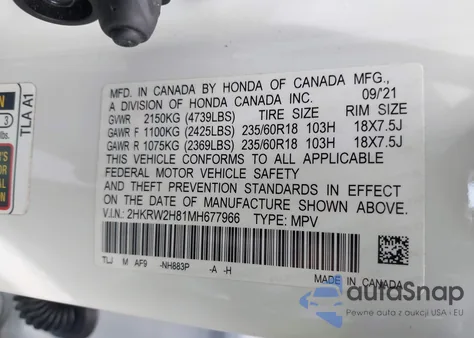 MFD. IN CANADA BY HONDA OF CANADA MFG.,
A DIVISION OF HONDA CANADA INC. 09/21
TIRE SIZE RIM SIZE
GVWR 2150KG (4739LBS)
GAWR F 1100KG (2425LBS) 235/60R18 103H 18X7.5J
GAWR R 1075KG (2369LBS) 235/60R18 103H 18X7.5J
THIS VEHICLE CONFORMS TO ALL APPLICABLE
FEDERAL MOTOR VEHICLE SAFETY
AND THEFT PREVENTION STANDARDS IN EFFECT
ON THE DATE OF MANUFACTURE SHOWN ABOVE.
V.I.N.: 2HKRW2H81MH677966 TYPE: MPV
TLJ M AF9 -NH883P -A -H
MADE IN CANADA
TLA A1
N
3
lbs.
autoSnap
Pewne auta z aukcji USA i EU